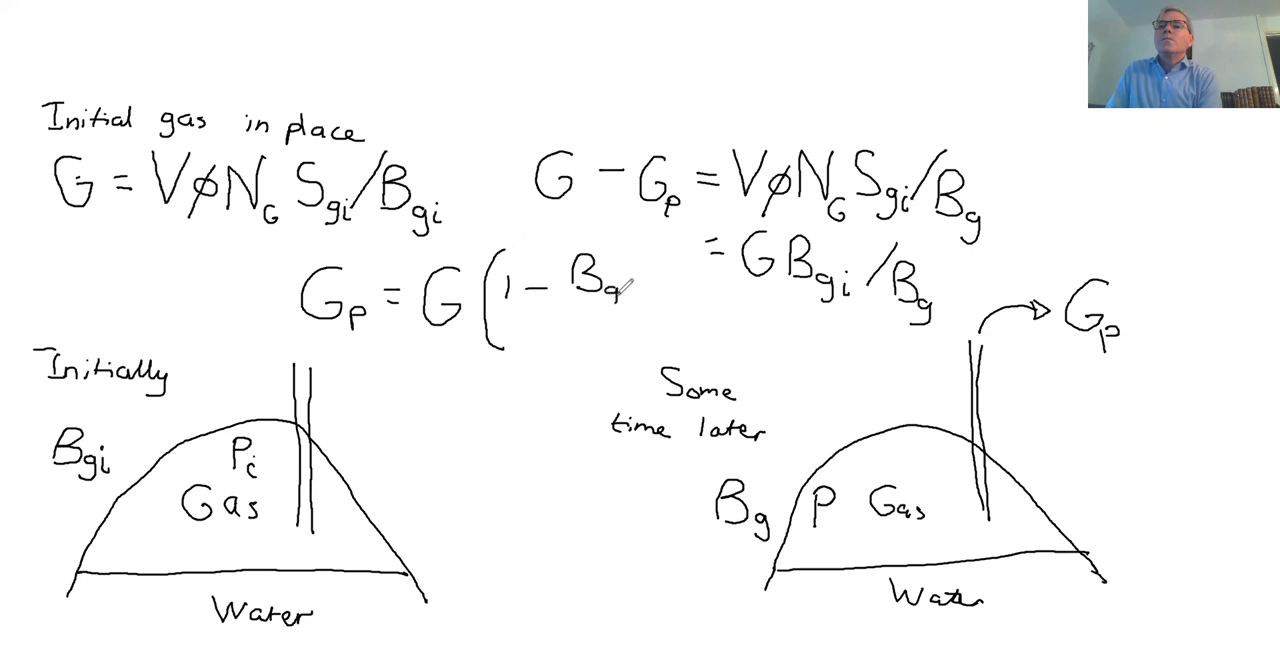 Initial gas in place
G = VϕN_G S_gi/B_gi
G - G_p = VϕN_G S_gi/B_g
= G B_gi/B_g
G_p = G (1 - B_g
G_p
Initially
B_gi
P_i
Gas
Water
Some
time later
B_g P Gas
Water